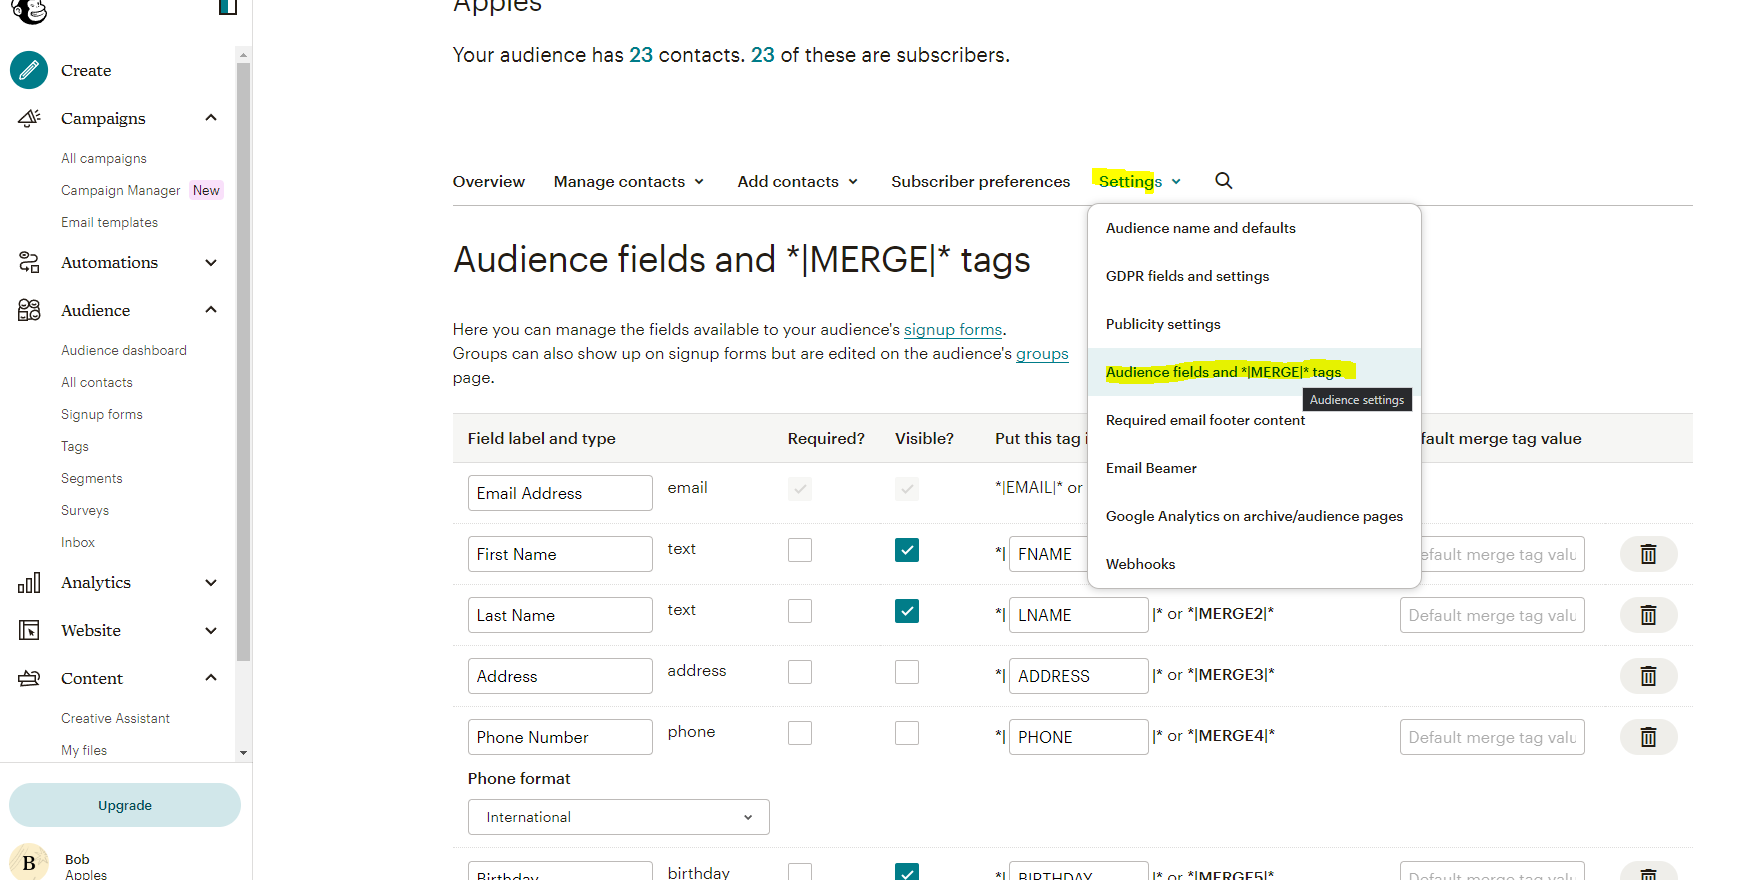 Apples
Your audience has 23 contacts. 23 of these are subscribers.
Create
Campaigns
All campaigns
Campaign Manager New
Email templates
Automations
Audience
Audience dashboard
All contacts
Signup forms
Tags
Segments
Surveys
Inbox
Analytics
Website
Content
Creative Assistant
My files
Upgrade
B
Bob
Apples
Overview Manage contacts Add contacts Subscriber preferences Settings
Audience name and defaults
GDPR fields and settings
Publicity settings
Audience fields and *|MERGE|* tags
Audience settings
Required email footer content
Email Beamer
Google Analytics on archive/audience pages
Webhooks
Audience fields and *|MERGE|* tags
Here you can manage the fields available to your audience's signup forms.
Groups can also show up on signup forms but are edited on the audience's groups
page.
Field label and type Required? Visible? Put this tag fault merge tag value
Email Address email *|EMAIL|* or
First Name text *| FNAME efault merge tag valu
Last Name text *| LNAME |* or *|MERGE2|* Default merge tag valu
Address address *| ADDRESS |* or *|MERGE3|*
Phone Number phone *| PHONE |* or *|MERGE4|* Default merge tag valu
Phone format
International
Birthday birthday *| BIRTHDAY |* or *|MERGE5|* Default merge tag valu